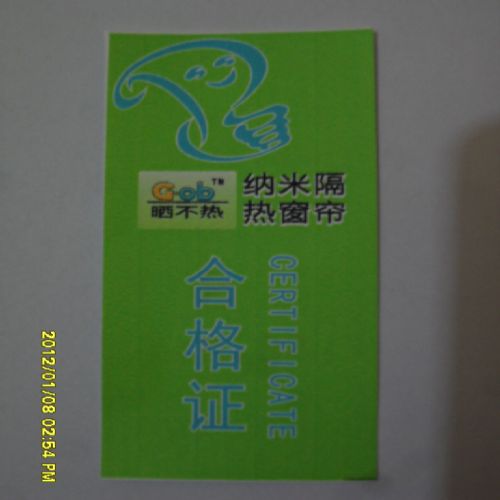 G-ob™
晒不热
纳米隔
热窗帘
合格证
CERTIFICATE
2012/01/08 02:54 PM